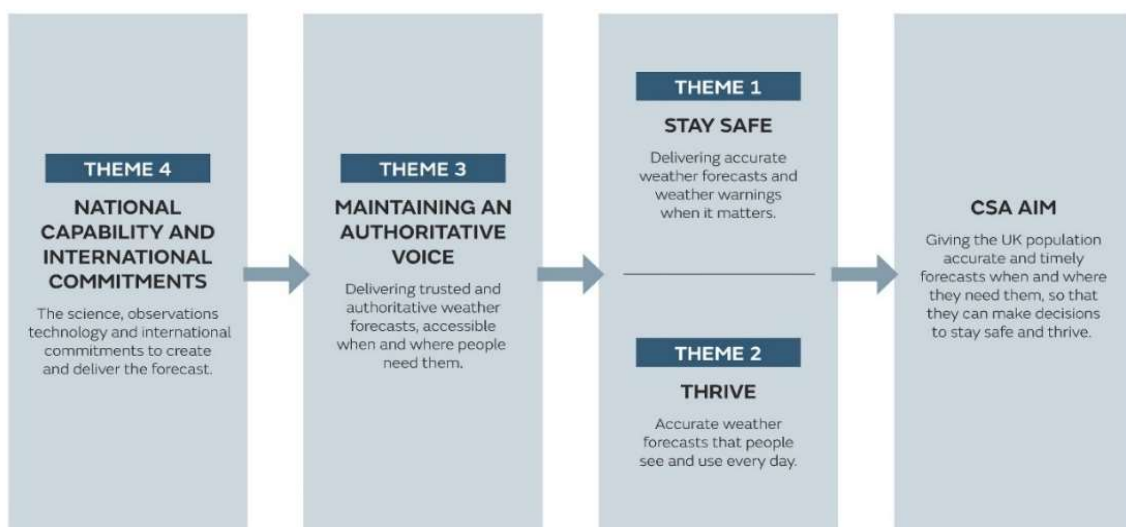 THEME 4
NATIONAL
CAPABILITY AND
INTERNATIONAL
COMMITMENTS
The science, observations
technology and international
commitments to create
and deliver the forecast.
THEME 3
MAINTAINING AN
AUTHORITATIVE
VOICE
Delivering trusted and
authoritative weather
forecasts, accessible
when and where people
need them.
THEME 1
STAY SAFE
Delivering accurate
weather forecasts and
weather warnings
when it matters.
THEME 2
THRIVE
Accurate weather
forecasts that people
see and use every day.
CSA AIM
Giving the UK population
accurate and timely
forecasts when and where
they need them, so that
they can make decisions
to stay safe and thrive.